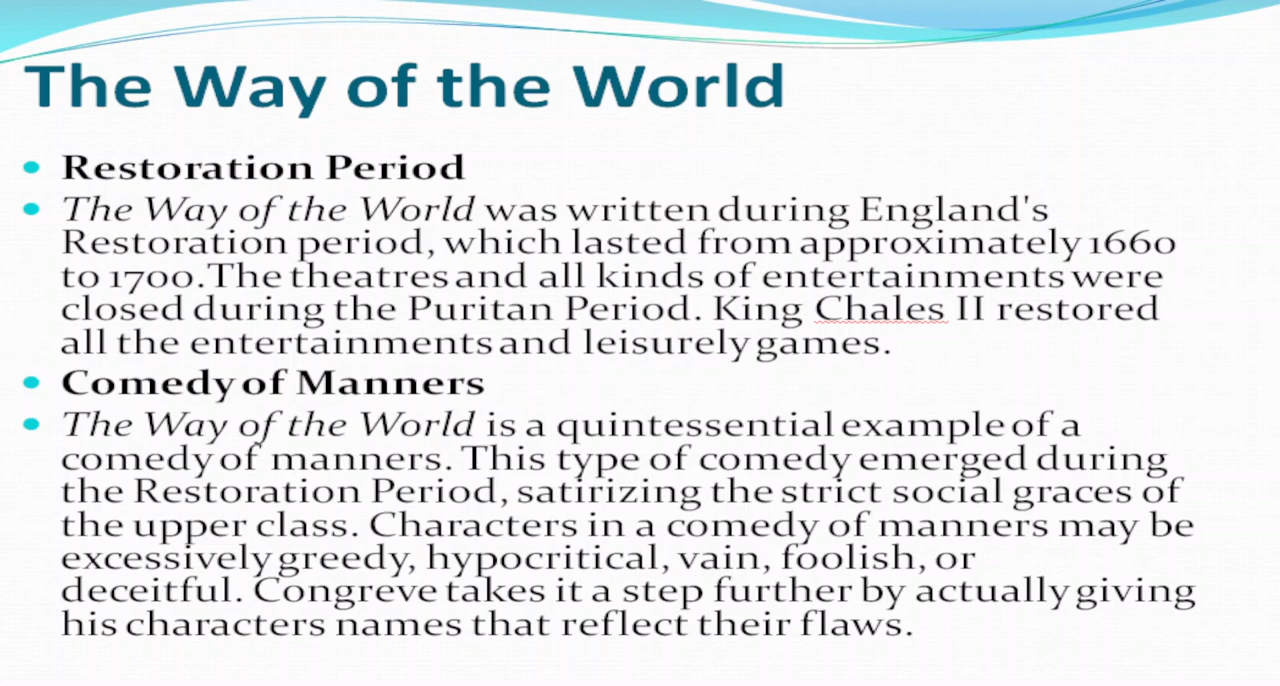 The Way of the World
• Restoration Period
• The Way of the World was written during England's
Restoration period, which lasted from approximately 1660
to 1700.The theatres and all kinds of entertainments were
closed during the Puritan Period. King Chales II restored
all the entertainments and leisurely games.
• Comedy of Manners
• The Way of the World is a quintessential example of a
comedy of manners. This type of comedy emerged during
the Restoration Period, satirizing the strict social graces of
the upper class. Characters in a comedy of manners may be
excessively greedy, hypocritical, vain, foolish, or
deceitful. Congreve takes it a step further by actually giving
his characters names that reflect their flaws.